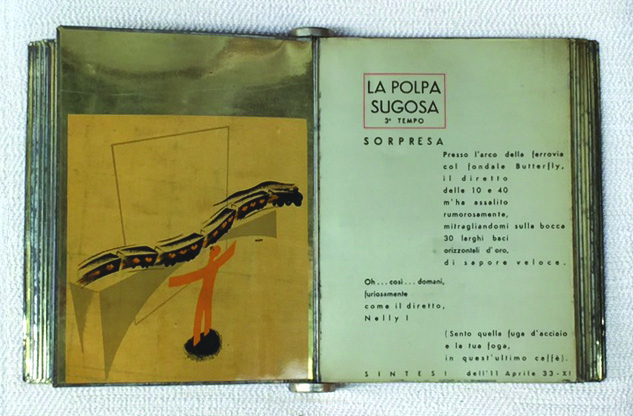 LA POLPA
SUGOSA
3° TEMPO
SORPRESA
Presso l'arco della ferrovia
col fondale Butterfly,
il diretto
delle 10 e 40
m'ha assalito
rumorosamente,
mitragliandomi sulla bocca
30 larghi baci
orizzontali d'oro,
di sapore veloce.
Oh... così... domani,
furiosamente
come il diretto,
Nelly!
(Sento quella fuga d'acciaio
e la tua foga,
in quest'ultimo caffè).
SINTESI dell'11 Aprile 33-XI